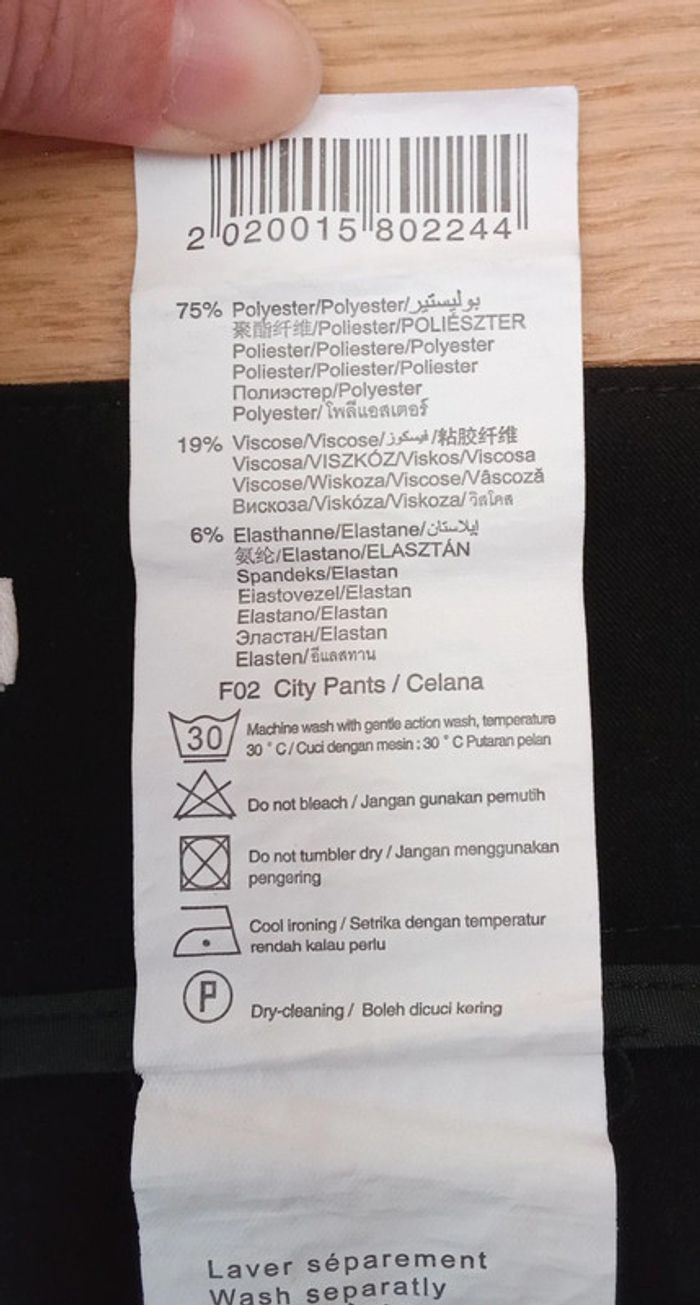 2 020015 802244
75% Polyester/Polyester/بوليستير
聚酯纤维/Poliester/POLIÉSZTER
Poliester/Poliestere/Polyester
Poliester/Poliester/Poliester
Полиэстер/Polyester
Polyester/โพลีแอสเตอร์
19% Viscose/Viscose/فيسكوز/粘胶纤维
Viscosa/VISZKÓZ/Viskos/Viscosa
Viscose/Wiskoza/Viscose/Vâscoză
Вискоза/Viskóza/Viskoza/วิสโคส
6% Elasthanne/Elastane/إيلاستان
氨纶/Elastano/ELASZTÁN
Spandeks/Elastan
Elastovezel/Elastan
Elastano/Elastan
Эластан/Elastan
Elasten/อีแลสทาน
F02 City Pants / Celana
30
Machine wash with gentle action wash, temperature
30 ° C / Cuci dengan mesin : 30 ° C Putaran pelan
Do not bleach / Jangan gunakan pemutih
Do not tumbler dry / Jangan menggunakan
pengering
Cool ironing / Setrika dengan temperatur
rendah kalau perlu
P
Dry-cleaning / Boleh dicuci kering
Laver séparement
Wash separatly